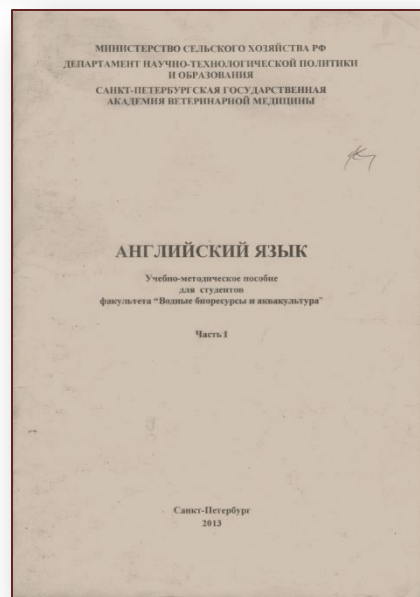 МИНИСТЕРСТВО СЕЛЬСКОГО ХОЗЯЙСТВА РФ
ДЕПАРТАМЕНТ НАУЧНО-ТЕХНОЛОГИЧЕСКОЙ ПОЛИТИКИ
И ОБРАЗОВАНИЯ
САНКТ-ПЕТЕРБУРГСКАЯ ГОСУДАРСТВЕННАЯ
АКАДЕМИЯ ВЕТЕРИНАРНОЙ МЕДИЦИНЫ
АНГЛИЙСКИЙ ЯЗЫК
Учебно-методическое пособие
для студентов
факультета "Водные биоресурсы и аквакультура"
Часть I
Санкт-Петербург
2013